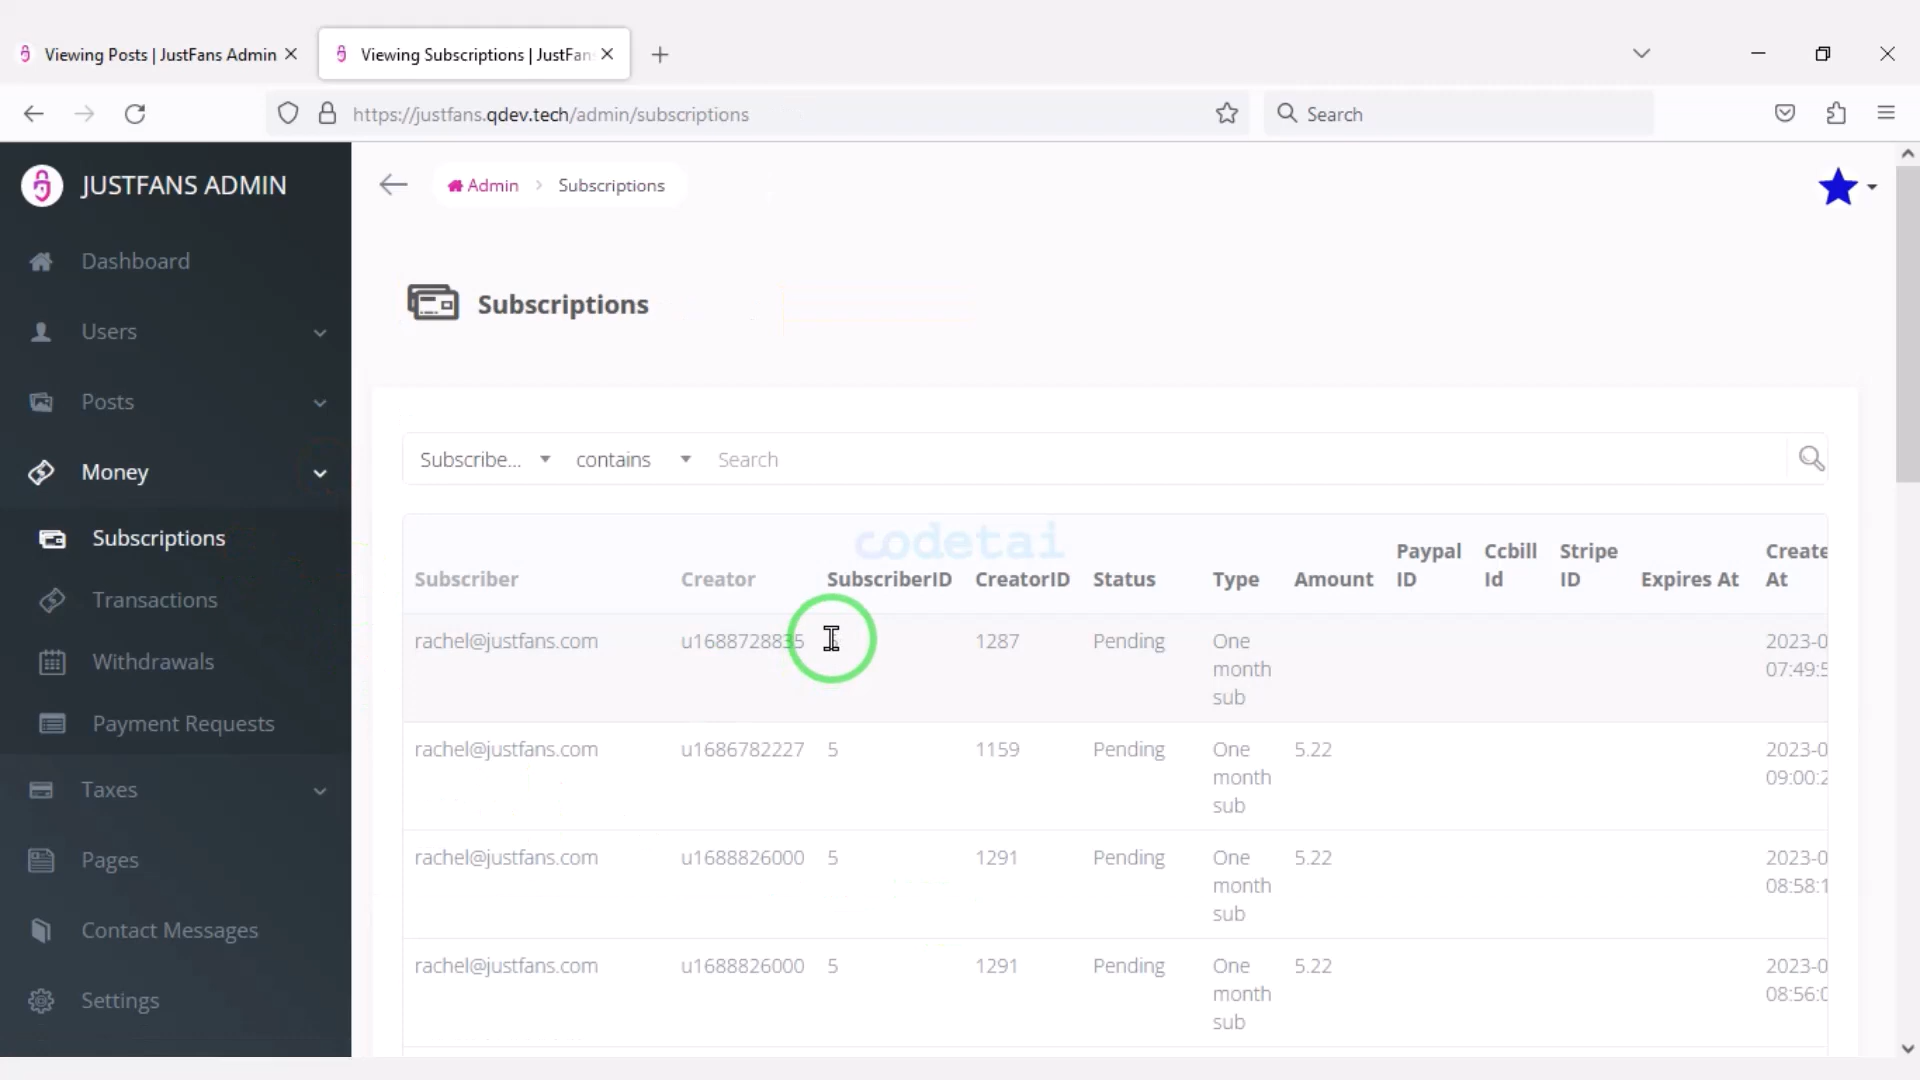 Viewing Posts | JustFans Admin
Viewing Subscriptions | JustFan
https://justfans.qdev.tech/admin/subscriptions
Search
JUSTFANS ADMIN
Admin
Subscriptions
Dashboard
Users
Posts
Money
Subscriptions
Transactions
Withdrawals
Payment Requests
Taxes
Pages
Contact Messages
Settings
Subscriptions
Subscribe... contains Search
codetai
Subscriber Creator SubscriberID CreatorID Status Type Amount Paypal ID Ccbill Id Stripe ID Expires At Create At
rachel@justfans.com u1688728835 1287 Pending One month sub 2023-0 07:49:5
rachel@justfans.com u1686782227 5 1159 Pending One month sub 5.22 2023-0 09:00:2
rachel@justfans.com u1688826000 5 1291 Pending One month sub 5.22 2023-0 08:58:1
rachel@justfans.com u1688826000 5 1291 Pending One month sub 5.22 2023-0 08:56:0